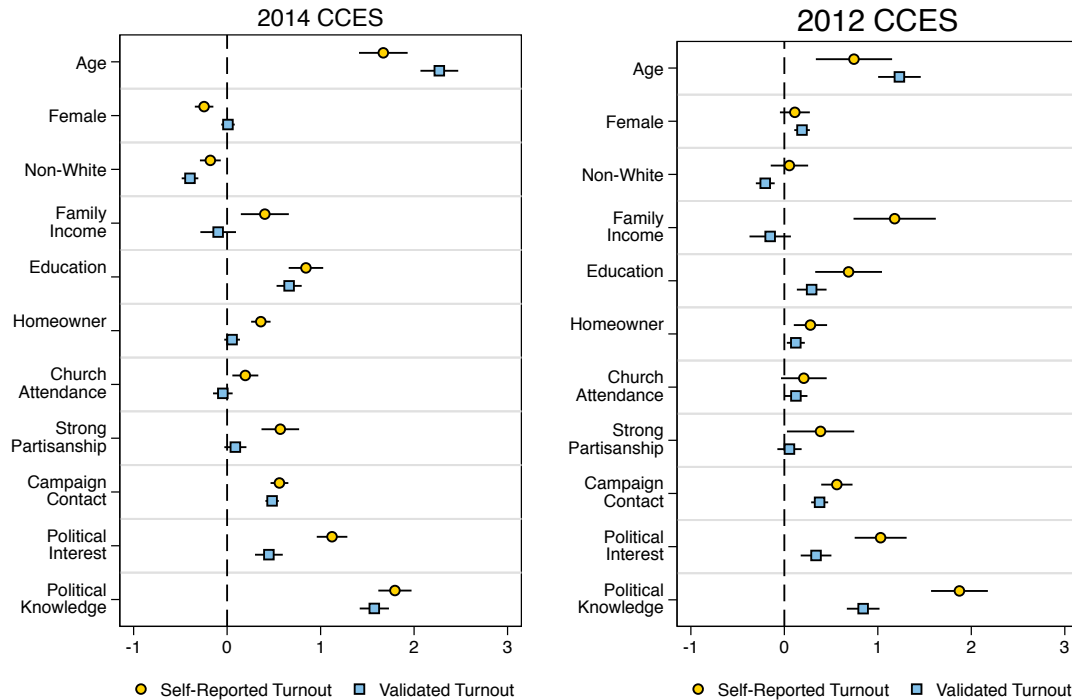 2014 CCES
Age
Female
Non-White
Family
Income
Education
Homeowner
Church
Attendance
Strong
Partisanship
Campaign
Contact
Political
Interest
Political
Knowledge
-1 0 1 2 3
Self-Reported Turnout Validated Turnout
2012 CCES
Age
Female
Non-White
Family
Income
Education
Homeowner
Church
Attendance
Strong
Partisanship
Campaign
Contact
Political
Interest
Political
Knowledge
-1 0 1 2 3
Self-Reported Turnout Validated Turnout